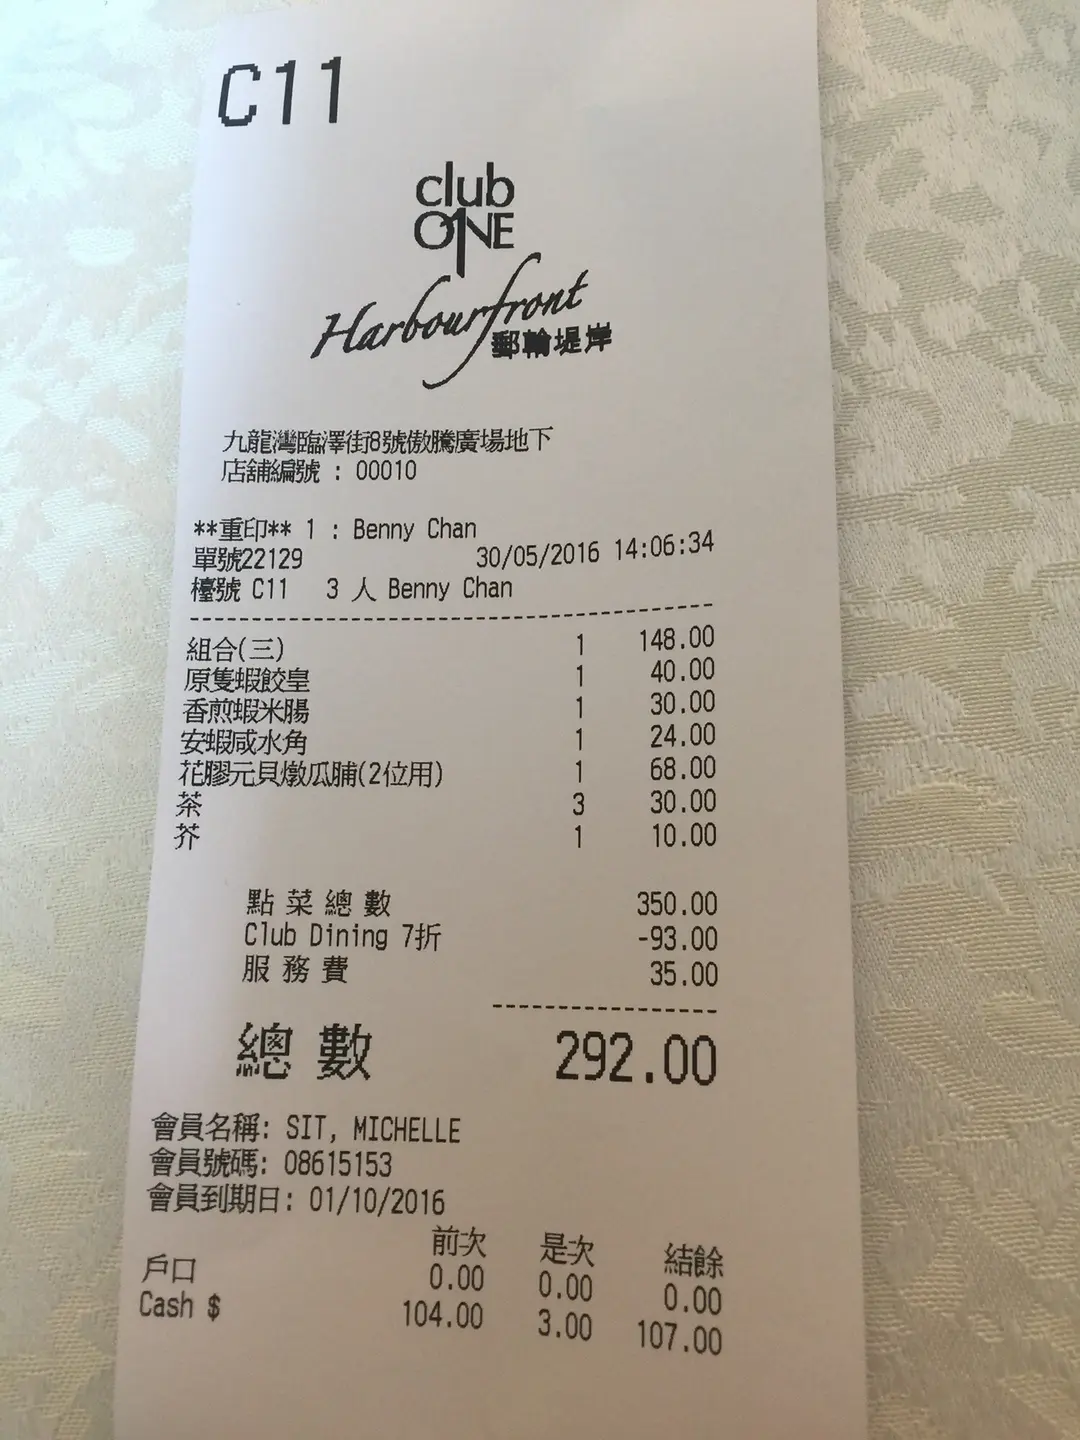 C11
club
ONE
Harbourfront
郵輪堤岸
九龍灣臨澤街8號傲騰廣場地下
店舖編號 : 00010
**重印** 1 : Benny Chan
單號22129 30/05/2016 14:06:34
檯號 C11 3 人 Benny Chan
組合(三) 1 148.00
原隻蝦餃皇 1 40.00
香煎蝦米腸 1 30.00
安蝦咸水角 1 24.00
花膠元貝燉瓜脯(2位用) 1 68.00
茶 3 30.00
芥 1 10.00
點菜總數 350.00
Club Dining 7折 -93.00
服務費 35.00
總數 292.00
會員名稱: SIT, MICHELLE
會員號碼: 08615153
會員到期日: 01/10/2016
前次 是次 結餘
戶口 0.00 0.00 0.00
Cash $ 104.00 3.00 107.00